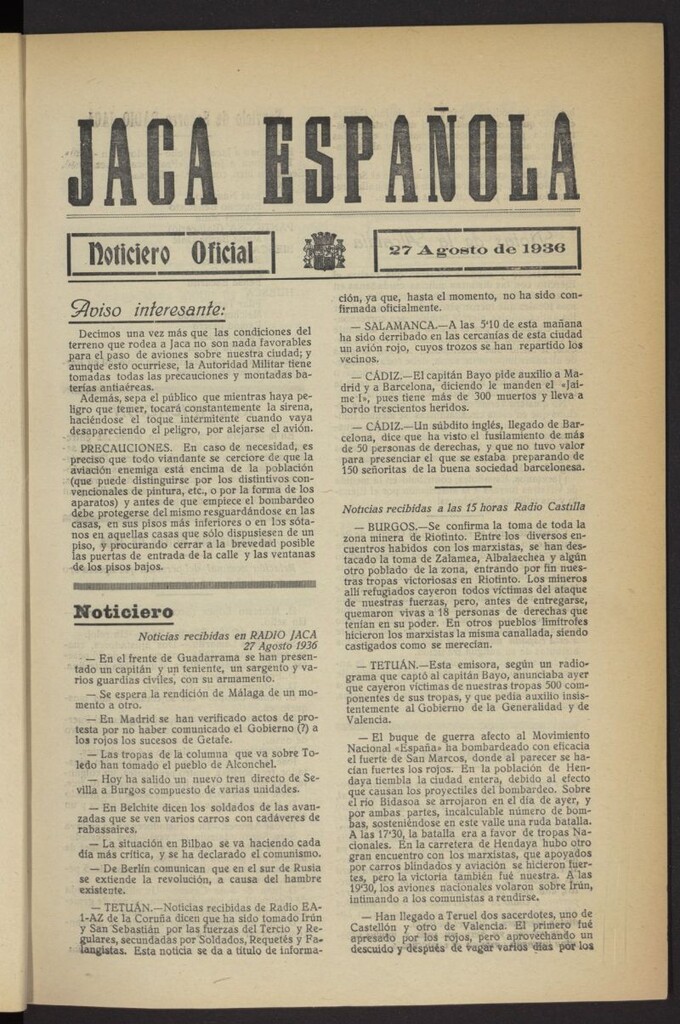 JACA ESPAÑOLA
Noticiero Oficial
27 Agosto de 1936
Aviso interesante:
Decimos una vez más que las condiciones del
terreno que rodea a Jaca no son nada favorables
para el paso de aviones sobre nuestra ciudad; y
aunque esto ocurriese, la Autoridad Militar tiene
tomadas todas las precauciones y montadas ba-
terías antiaéreas.
Además, sepa el público que mientras haya pe-
ligro que temer, tocará constantemente la sirena,
haciéndose el toque intermitente cuando vaya
desapareciendo el peligro, por alejarse el avión.
PRECAUCIONES. En caso de necesidad, es
preciso que todo viandante se cerciore de que la
aviación enemiga está encima de la población
(que puede distinguirse por los distintivos con-
vencionales de pintura, etc., o por la forma de los
aparatos) y antes de que empiece el bombardeo
debe protegerse del mismo resguardándose en las
casas, en sus pisos más inferiores o en los sóta-
nos en aquellas casas que sólo dispusiesen de un
piso, y procurando cerrar a la brevedad posible
las puertas de entrada de la calle y las ventanas
de los pisos bajos.
Noticiero
Noticias recibidas en RADIO JACA
27 Agosto 1936
— En el frente de Guadarrama se han presen-
tado un capitán y un teniente, un sargento y va-
rios guardias civiles, con su armamento.
— Se espera la rendición de Málaga de un mo-
mento a otro.
— En Madrid se han verificado actos de pro-
testa por no haber comunicado el Gobierno (?) a
los rojos los sucesos de Getafe.
— Las tropas de la columna que va sobre To-
ledo han tomado el pueblo de Alconchel.
— Hoy ha salido un nuevo tren directo de Se-
villa a Burgos compuesto de varias unidades.
— En Belchite dicen los soldados de las avan-
zadas que se ven varios carros con cadáveres de
rabassaires.
— La situación en Bilbao se va haciendo cada
día más crítica, y se ha declarado el comunismo.
— De Berlín comunican que en el sur de Rusia
se extiende la revolución, a causa del hambre
existente.
— TETUÁN.—Noticias recibidas de Radio EA-
1-AZ de la Coruña dicen que ha sido tomado Irún
y San Sebastián por las fuerzas del Tercio y Re-
gulares, secundadas por Soldados, Requetés y Fa-
langistas. Esta noticia se da a título de informa-
ción, ya que, hasta el momento, no ha sido con-
firmada oficialmente.
— SALAMANCA.—A las 5'10 de esta mañana
ha sido derribado en las cercanías de esta ciudad
un avión rojo, cuyos trozos se han repartido los
vecinos.
— CÁDIZ.—El capitán Bayo pide auxilio a Ma-
drid y a Barcelona, diciendo le manden el «Jai-
me I», pues tiene más de 300 muertos y lleva a
bordo trescientos heridos.
— CÁDIZ.—Un súbdito inglés, llegado de Bar-
celona, dice que ha visto el fusilamiento de más
de 50 personas de derechas, y que no tuvo valor
para presenciar el que se estaba preparando de
150 señoritas de la buena sociedad barcelonesa.
Noticias recibidas a las 15 horas Radio Castilla
— BURGOS.—Se confirma la toma de toda la
zona minera de Riotinto. Entre los diversos en-
cuentros habidos con los marxistas, se han des-
tacado la toma de Zalamea, Albalaechea y algún
otro poblado de la zona, entrando por fin nues-
tras tropas victoriosas en Riotinto. Los mineros
allí refugiados cayeron todos víctimas del ataque
de nuestras fuerzas, pero, antes de entregarse,
quemaron vivas a 18 personas de derechas que
tenían en su poder. En otros pueblos limítrofes
hicieron los marxistas la misma canallada, siendo
castigados como se merecían.
— TETUÁN.—Esta emisora, según un radio-
grama que captó al capitán Bayo, anunciaba ayer
que cayeron víctimas de nuestras tropas 500 com-
ponentes de sus tropas, y que pedía auxilio insis-
tentemente al Gobierno de la Generalidad y de
Valencia.
— El buque de guerra afecto al Movimiento
Nacional «España» ha bombardeado con eficacia
el fuerte de San Marcos, donde al parecer se ha-
cían fuertes los rojos. En la población de Hen-
daya tiembla la ciudad entera, debido al efecto
que causan los proyectiles del bombardeo. Sobre
el río Bidasoa se arrojaron en el día de ayer, y
por ambas partes, incalculable número de bom-
bas, sosteniéndose en este valle una ruda batalla.
A las 17'30, la batalla era a favor de tropas Na-
cionales. En la carretera de Hendaya hubo otro
gran encuentro con los marxistas, que apoyados
por carros blindados y aviación se hicieron fuer-
tes, pero la victoria también fué nuestra. A las
19'30, los aviones nacionales volaron sobre Irún,
intimando a los comunistas a rendirse.
— Han llegado a Teruel dos sacerdotes, uno de
Castellón y otro de Valencia. El primero fué
apresado por los rojos, pero aprovechando un
descuido y después de vagar varios días por los